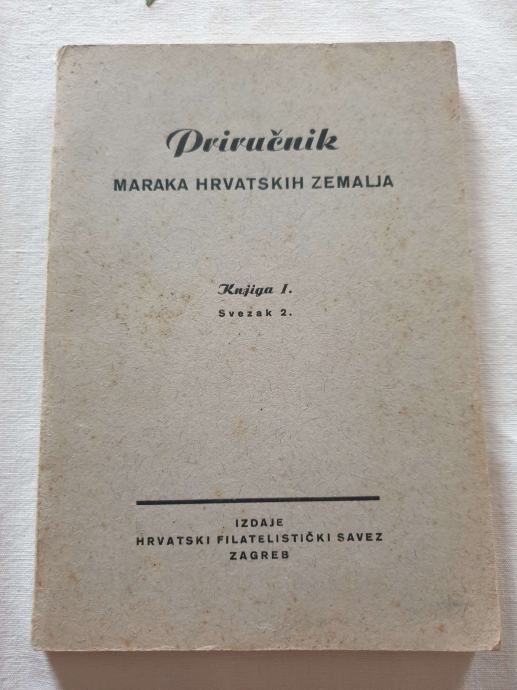 Priručnik
MARAKA HRVATSKIH ZEMALJA
Knjiga I.
Svezak 2.
IZDAJE
HRVATSKI FILATELISTIČKI SAVEZ
ZAGREB